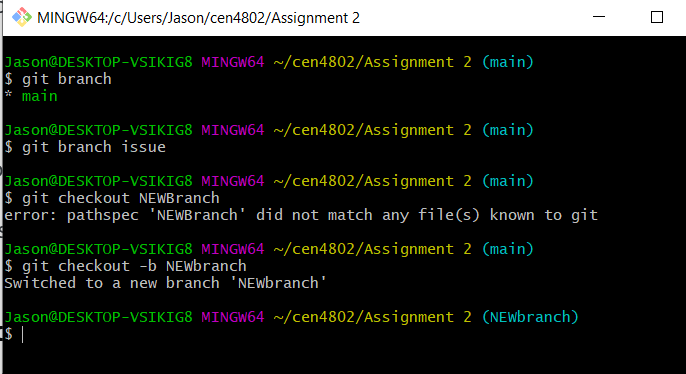 MINGW64:/c/Users/Jason/cen4802/Assignment 2
Jason@DESKTOP-VSIKIG8 MINGW64 ~/cen4802/Assignment 2 (main)
$ git branch
* main
Jason@DESKTOP-VSIKIG8 MINGW64 ~/cen4802/Assignment 2 (main)
$ git branch issue
Jason@DESKTOP-VSIKIG8 MINGW64 ~/cen4802/Assignment 2 (main)
$ git checkout NEWBranch
error: pathspec 'NEWBranch' did not match any file(s) known to git
Jason@DESKTOP-VSIKIG8 MINGW64 ~/cen4802/Assignment 2 (main)
$ git checkout -b NEWbranch
Switched to a new branch 'NEWbranch'
Jason@DESKTOP-VSIKIG8 MINGW64 ~/cen4802/Assignment 2 (NEWbranch)
$